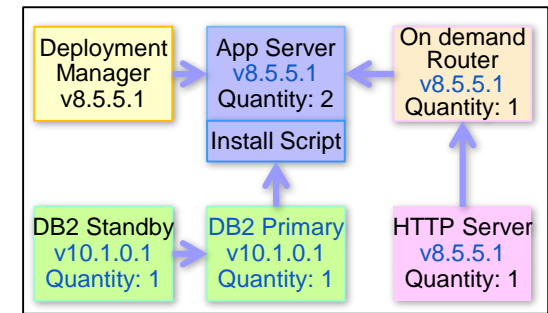 Deployment
Manager
v8.5.5.1
App Server
v8.5.5.1
Quantity: 2
Install Script
On demand
Router
v8.5.5.1
Quantity: 1
DB2 Standby
v10.1.0.1
Quantity: 1
DB2 Primary
v10.1.0.1
Quantity: 1
HTTP Server
v8.5.5.1
Quantity: 1